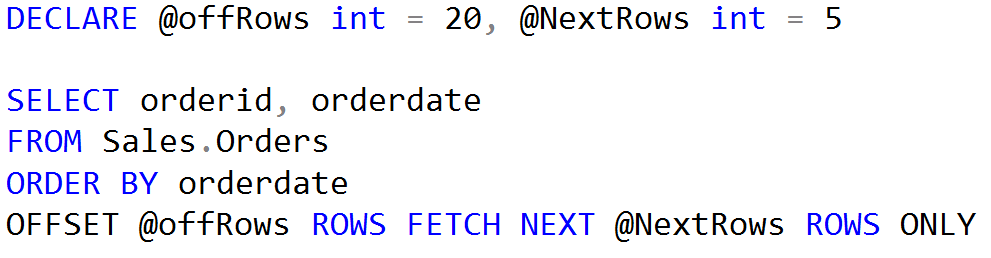 DECLARE @offRows int = 20, @NextRows int = 5
SELECT orderid, orderdate
FROM Sales.Orders
ORDER BY orderdate
OFFSET @offRows ROWS FETCH NEXT @NextRows ROWS ONLY